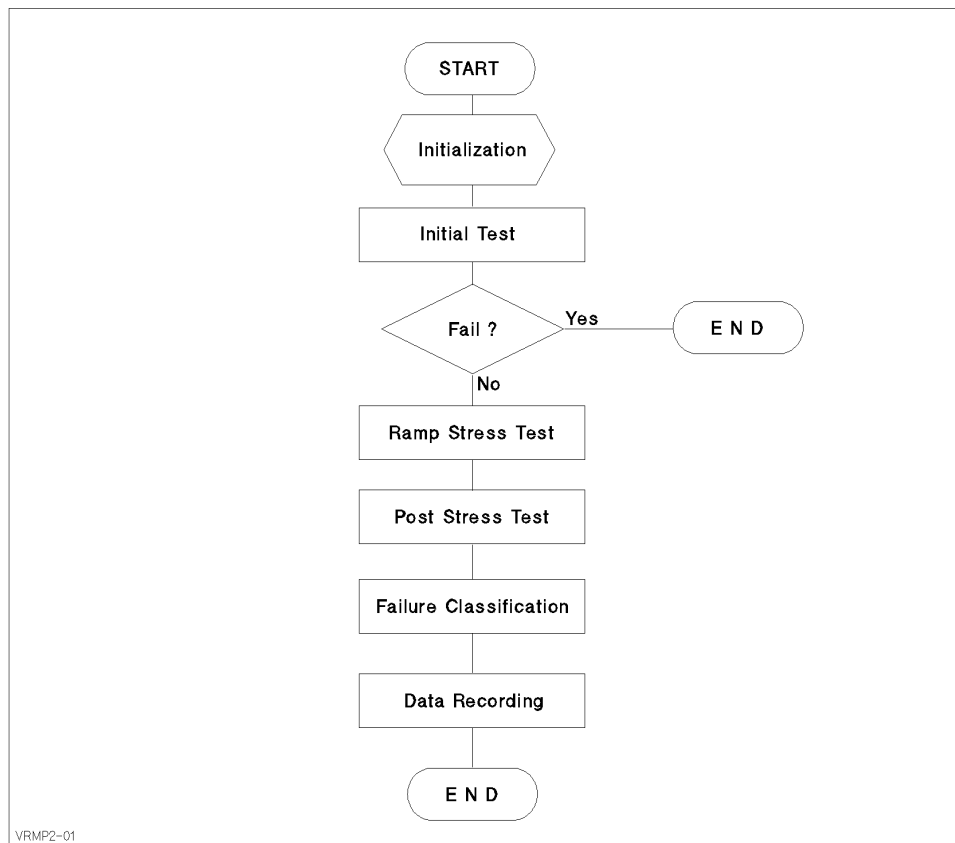 START
Initialization
Initial Test
Fail ?
Yes
E N D
No
Ramp Stress Test
Post Stress Test
Failure Classification
Data Recording
E N D
VRMP2-01